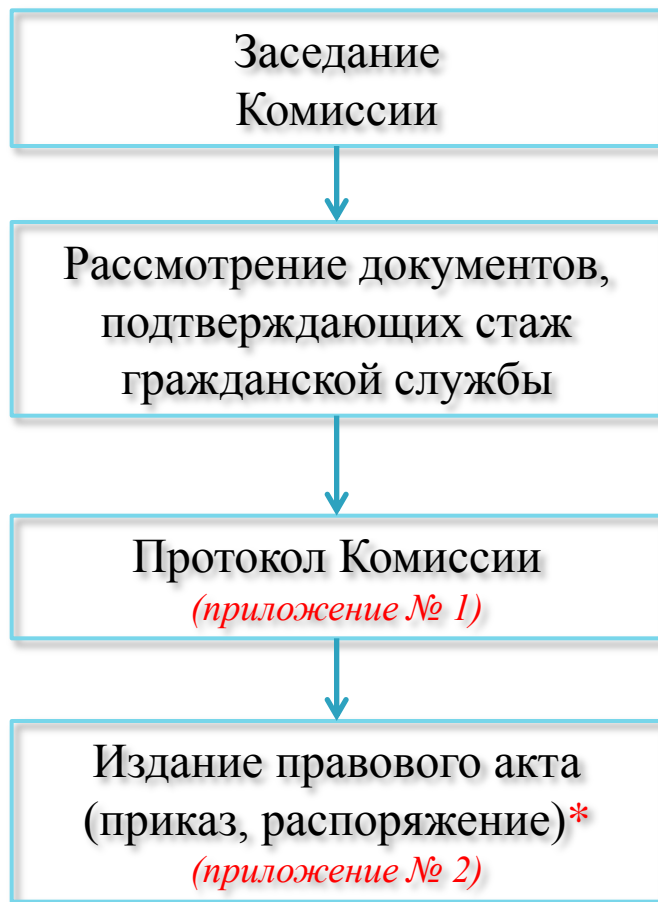 Заседание
Комиссии
Рассмотрение документов,
подтверждающих стаж
гражданской службы
Протокол Комиссии
(приложение № 1)
Издание правового акта
(приказ, распоряжение)*
(приложение № 2)